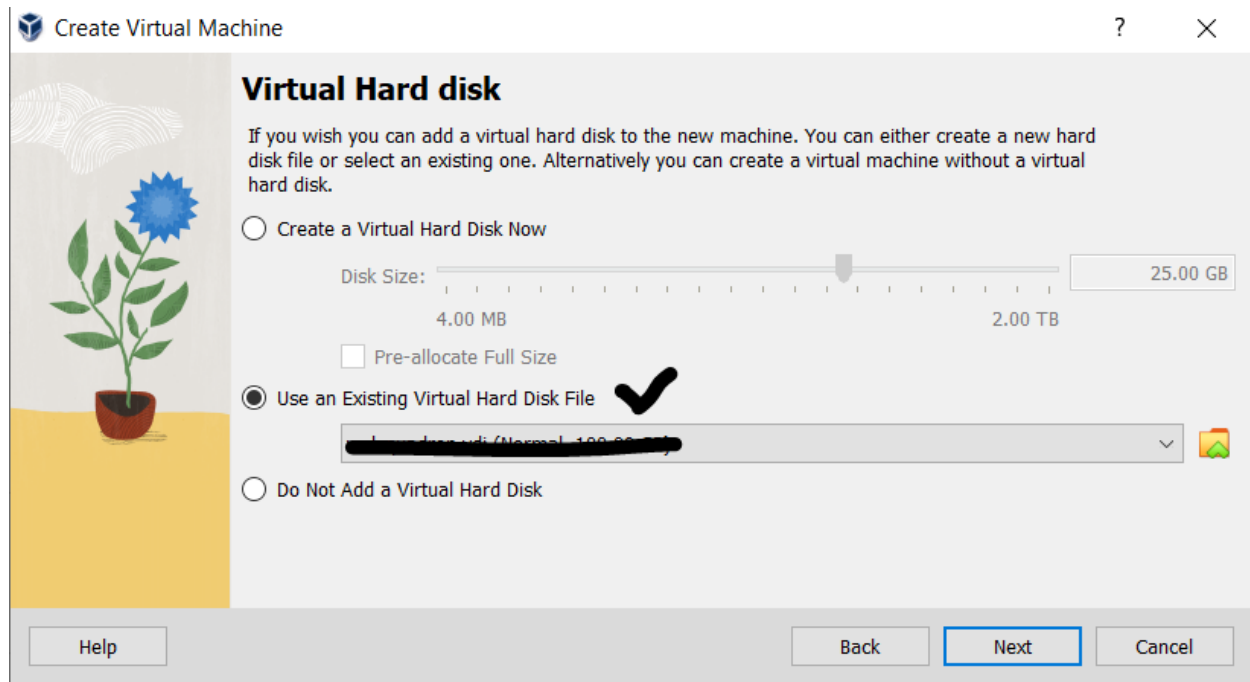 Create Virtual Machine
?
Virtual Hard disk
If you wish you can add a virtual hard disk to the new machine. You can either create a new hard
disk file or select an existing one. Alternatively you can create a virtual machine without a virtual
hard disk.
Create a Virtual Hard Disk Now
Disk Size:
25.00 GB
4.00 MB
2.00 TB
Pre-allocate Full Size
Use an Existing Virtual Hard Disk File
Do Not Add a Virtual Hard Disk
Help
Back
Next
Cancel